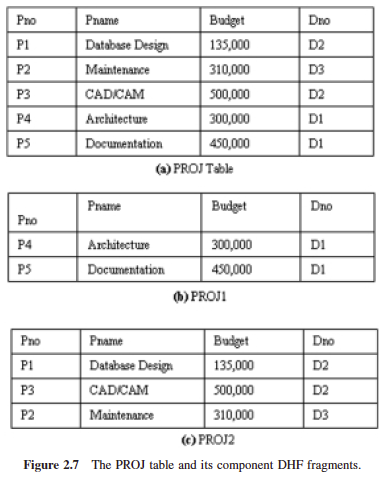 Pno Pname Budget Dno
P1 Database Design 135,000 D2
P2 Maintenance 310,000 D3
P3 CAD/CAM 500,000 D2
P4 Architecture 300,000 D1
P5 Documentation 450,000 D1
(a) PROJ Table
Pno Pname Budget Dno
P4 Architecture 300,000 D1
P5 Documentation 450,000 D1
(b) PROJ1
Pno Pname Budget Dno
P1 Database Design 135,000 D2
P3 CAD/CAM 500,000 D2
P2 Maintenance 310,000 D3
(c) PROJ2
Figure 2.7 The PROJ table and its component DHF fragments.